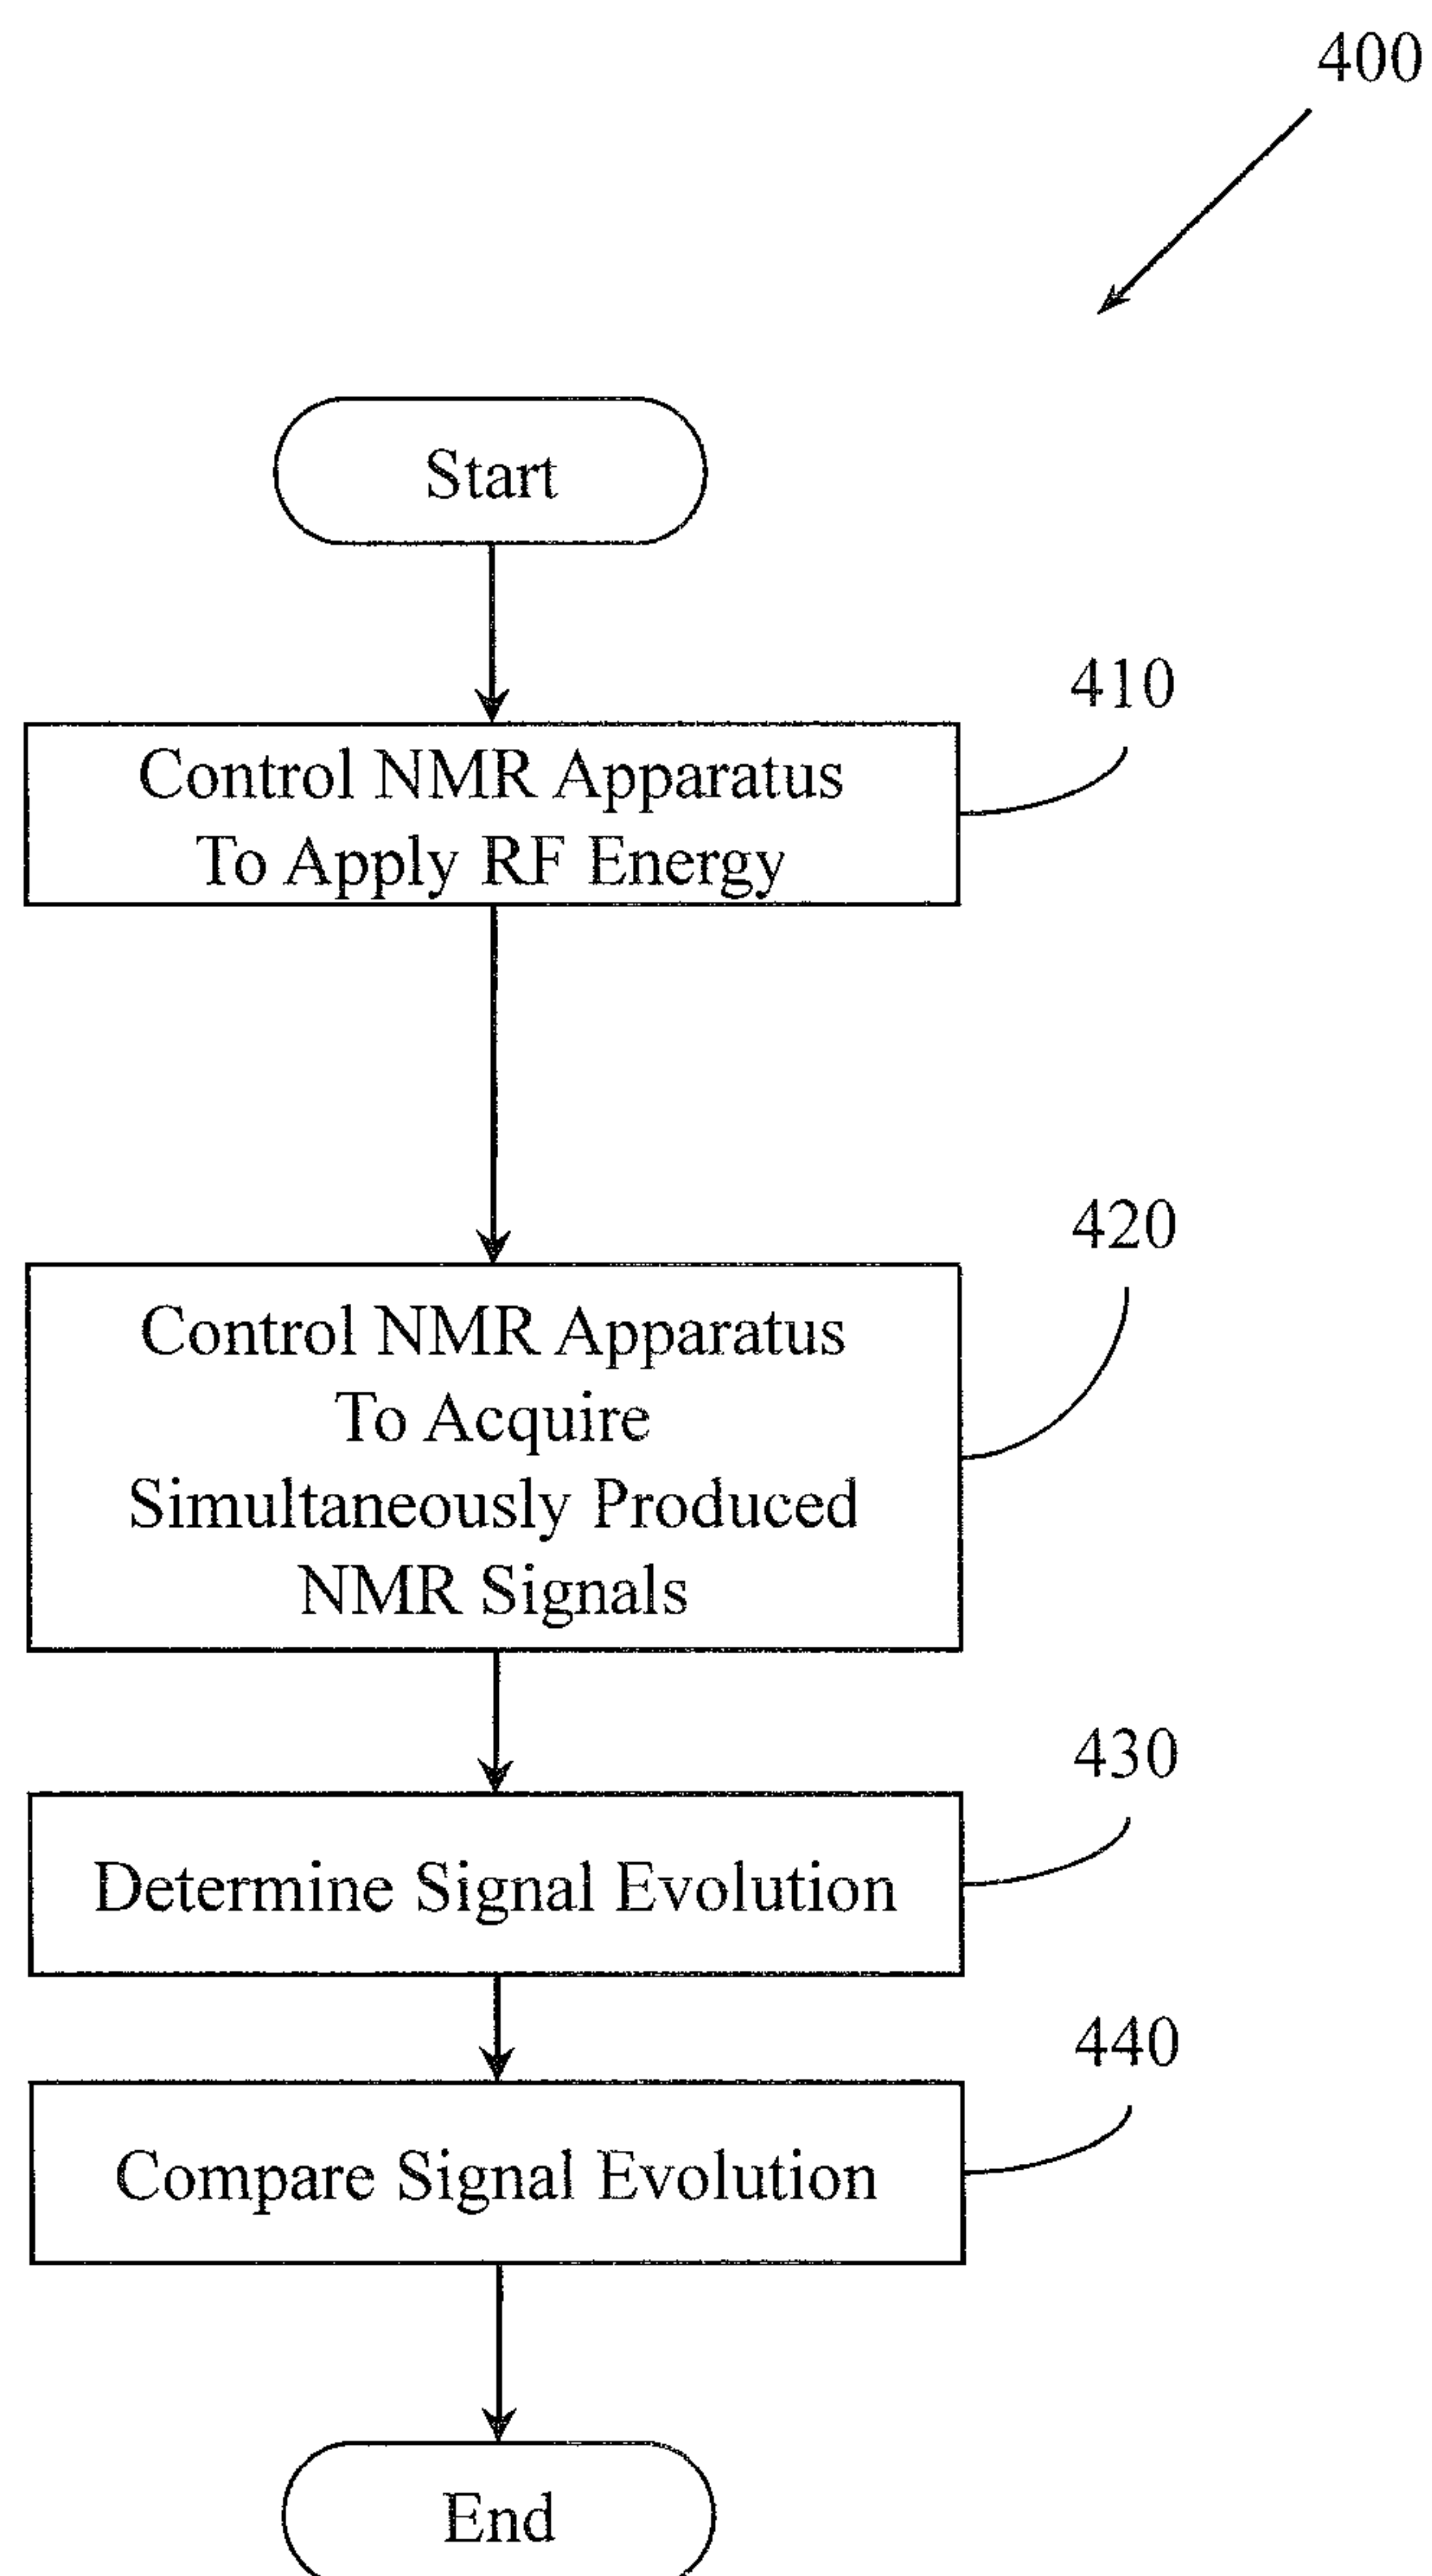 400
Start
410
Control NMR Apparatus
To Apply RF Energy
420
Control NMR Apparatus
To Acquire
Simultaneously Produced
NMR Signals
430
Determine Signal Evolution
440
Compare Signal Evolution
End